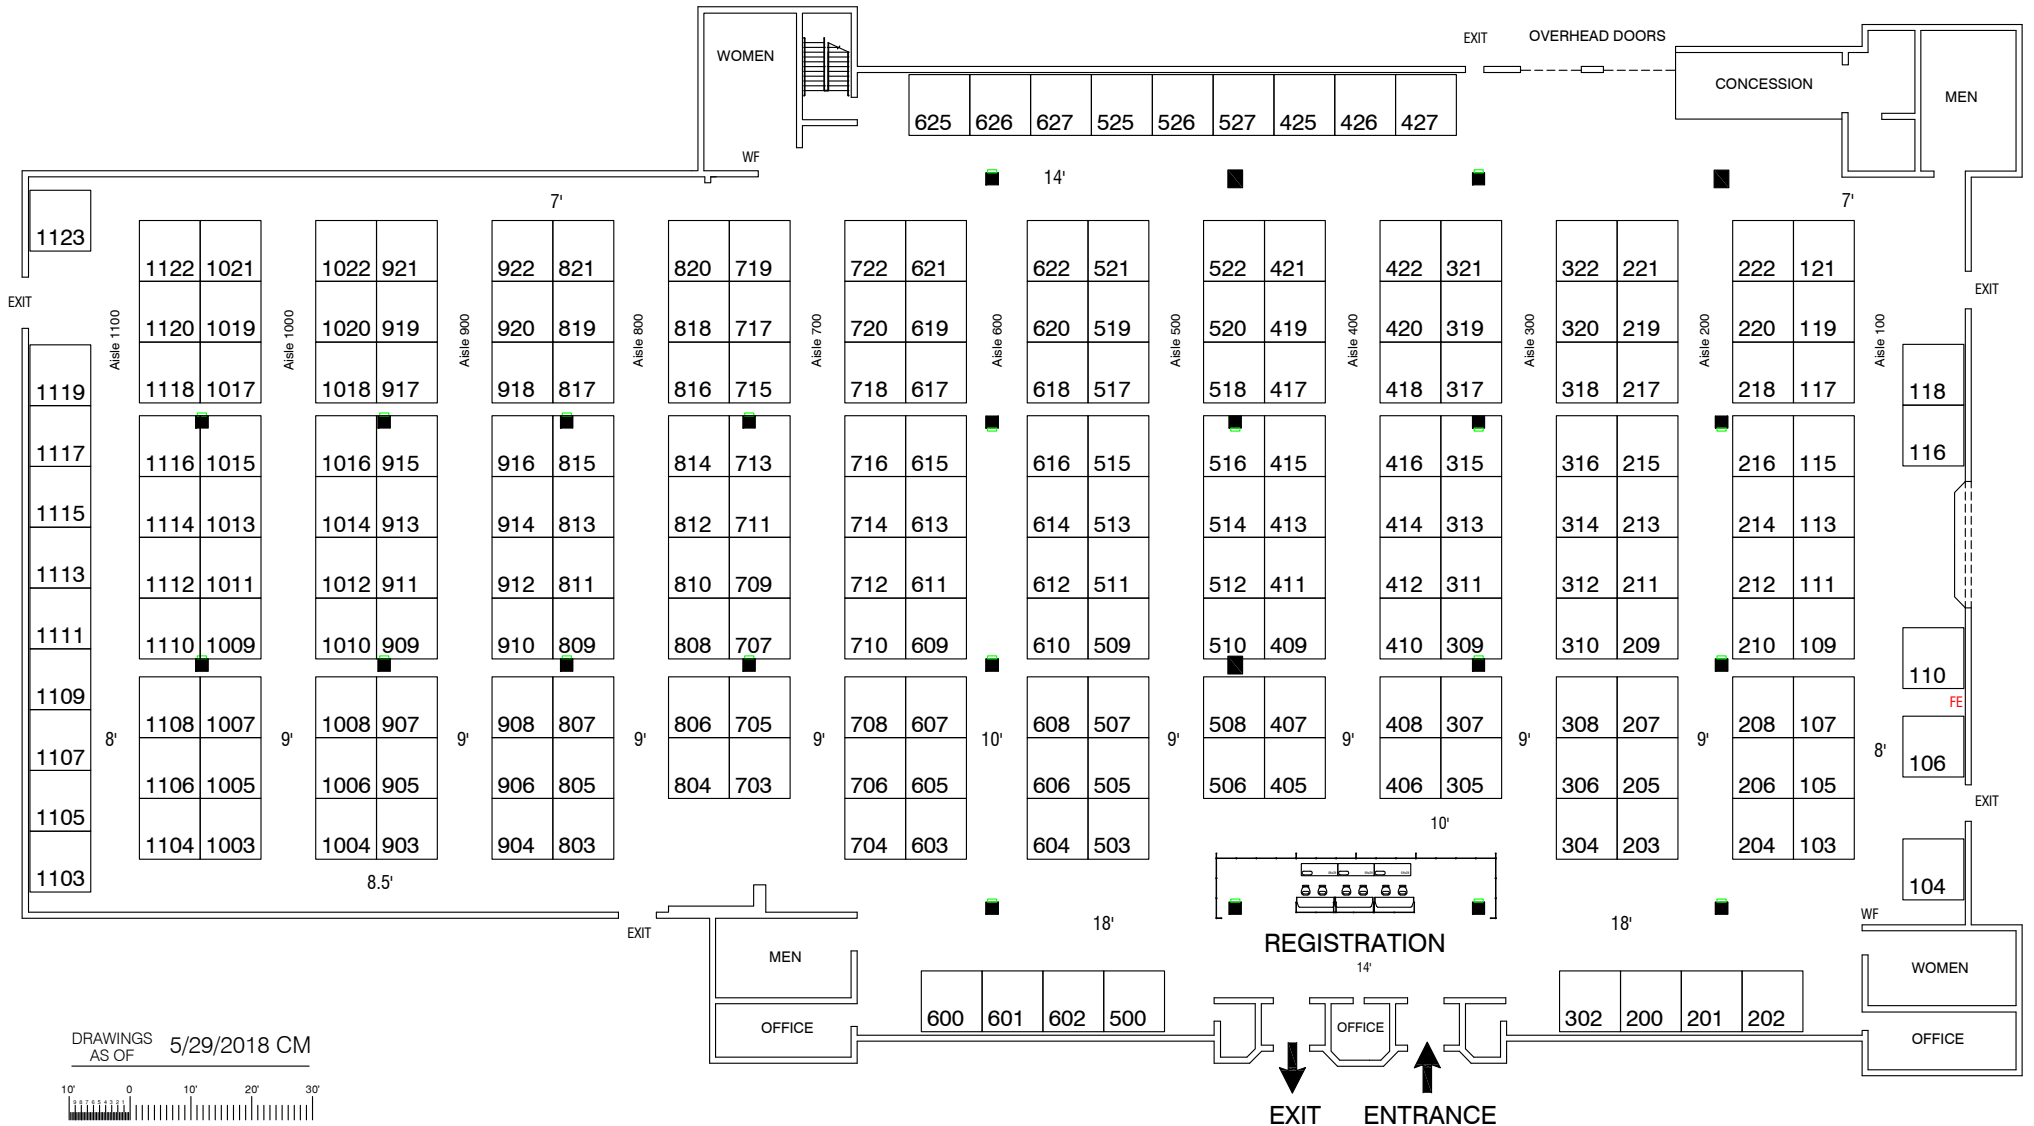 EXIT OVERHEAD DOORS
WOMEN
CONCESSION
MEN
625 626 627 525 526 527 425 426 427
WF
14'
7' 7'
1123
1122 1021 1022 921 922 821 820 719 722 621 622 521 522 421 422 321 322 221 222 121
EXIT EXIT
1120 1019 1020 919 920 819 818 717 720 619 620 519 520 419 420 319 320 219 220 119
Aisle 1100 Aisle 1000 Aisle 900 Aisle 800 Aisle 700 Aisle 600 Aisle 500 Aisle 400 Aisle 300 Aisle 200 Aisle 100
1119 1118 1017 1018 917 918 817 816 715 718 617 618 517 518 417 418 317 318 217 218 117 118
1117 1116 1015 1016 915 916 815 814 713 716 615 616 515 516 415 416 315 316 215 216 115 116
1115 1114 1013 1014 913 914 813 812 711 714 613 614 513 514 413 414 313 314 213 214 113
1113 1112 1011 1012 911 912 811 810 709 712 611 612 511 512 411 412 311 312 211 212 111
1111 1110 1009 1010 909 910 809 808 707 710 609 610 509 510 409 410 309 310 209 210 109
110
1109
FE
1108 1007 1008 907 908 807 806 705 708 607 608 507 508 407 408 307 308 207 208 107
8' 9' 9' 9' 9' 10' 9' 9' 9' 9' 8'
1107 106
1106 1005 1006 905 906 805 804 703 706 605 606 505 506 405 406 305 306 205 206 105
EXIT
1105
10'
1104 1003 1004 903 904 803 704 603 604 503 304 203 204 103
1103 104
8.5'
WF
18' 18'
EXIT
REGISTRATION
MEN
14'
WOMEN
600 601 602 500 302 200 201 202
OFFICE OFFICE
OFFICE
DRAWINGS
AS OF
5/29/2018 CM
10' 0 10' 20' 30'
9 8 7 6 5 4 3 2 1
EXIT ENTRANCE